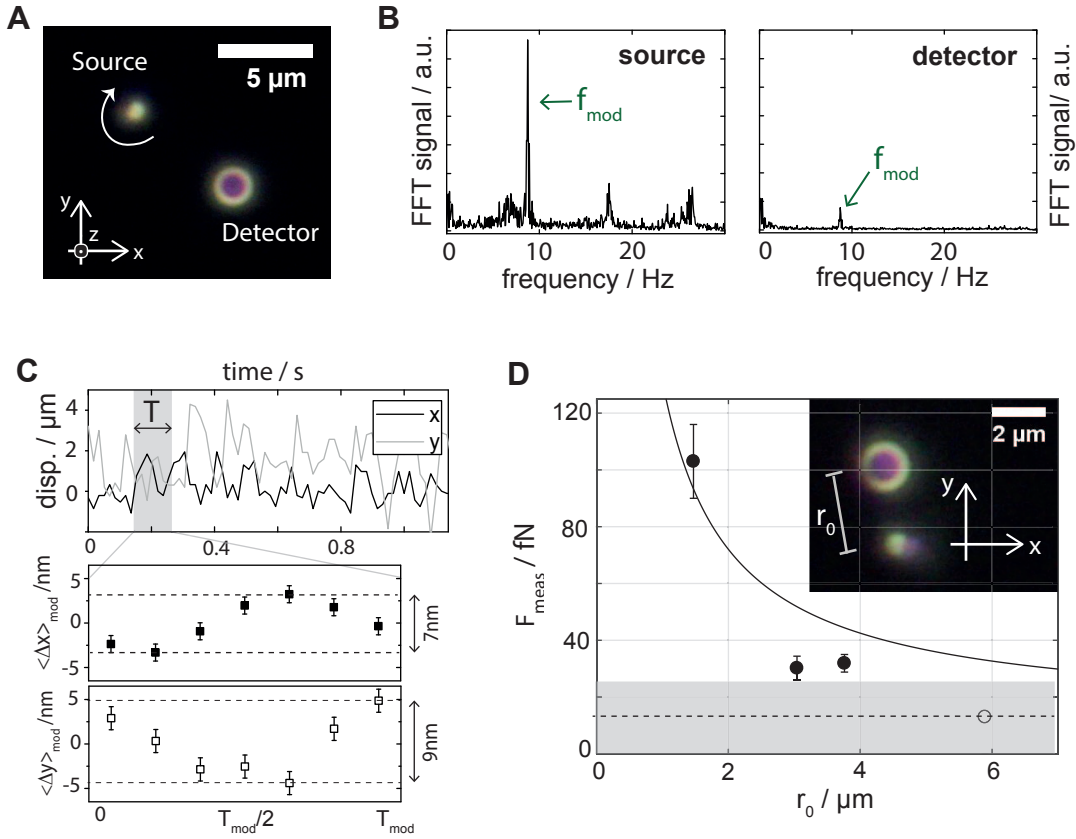 A
Source
5 µm
Detector
y
z
x
B
source
f_mod
FFT signal / a.u.
0
10
20
frequency / Hz
detector
f_mod
FFT signal/ a.u.
0
10
20
frequency / Hz
C
time / s
T
x
y
disp. / µm
4
2
0
0
0.4
0.8
<Δx>_mod /nm
5
0
-5
7nm
<Δy>_mod /nm
5
0
-5
9nm
0
T_mod/2
T_mod
D
F_meas / fN
120
80
40
0
2 µm
r_0
y
x
0
2
4
6
r_0 / µm